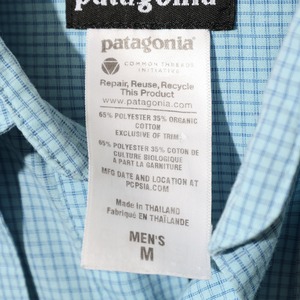 patagonia
patagonia®
COMMON THREADS
INITIATIVE
Repair, Reuse, Recycle
This Product
www.patagonia.com
65% POLYESTER 35% ORGANIC
COTTON
EXCLUSIVE OF TRIM
65% POLYESTER 35% COTON DE
CULTURE BIOLOGIQUE
À PART LA GARNITURE
MFG DATE AND LOCATION AT
PCPSIA.COM
Made in THAILAND
Fabriqué EN THAÏLANDE
MEN'S
M